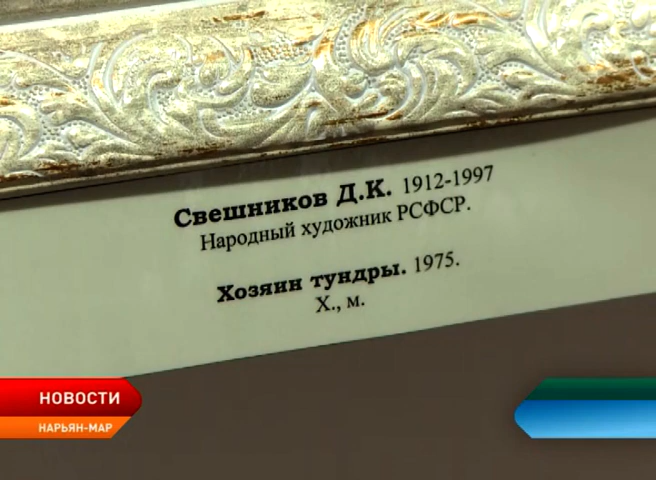 Свешников Д.К. 1912-1997
Народный художник РСФСР.
Хозяин тундры. 1975.
Х., м.
НОВОСТИ
НАРЬЯН-МАР